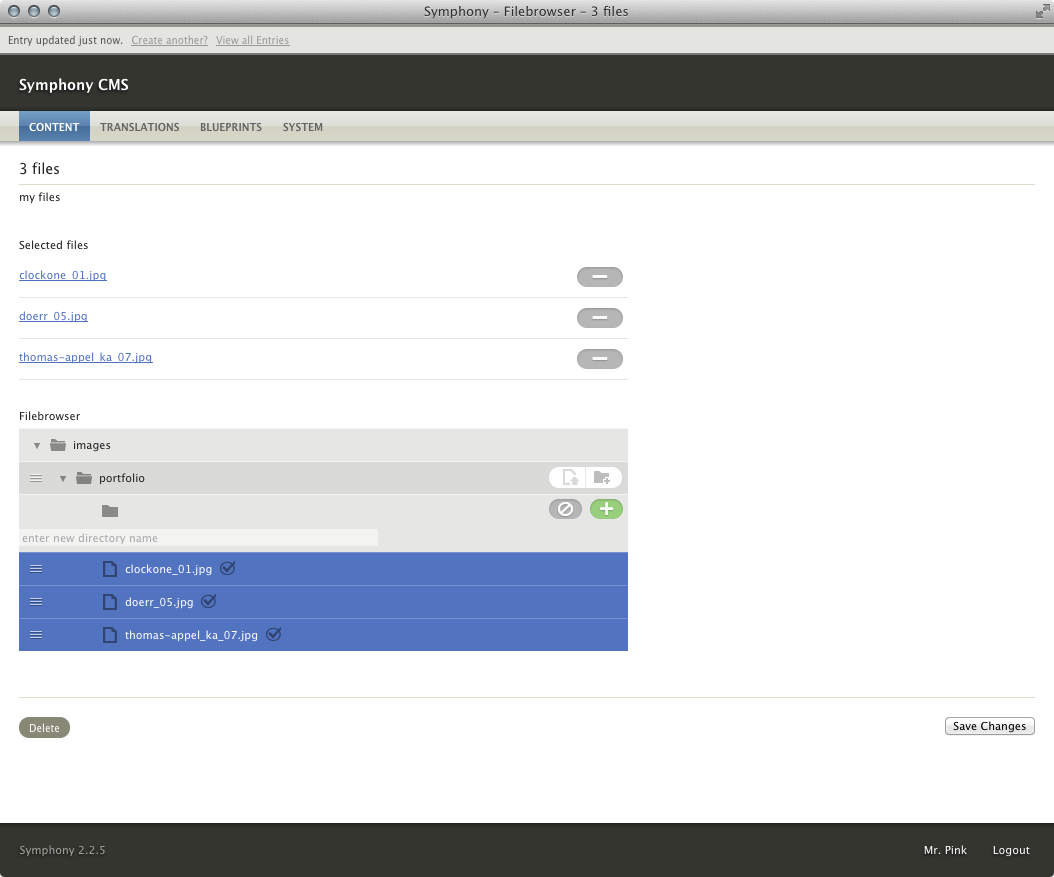 Symphony – Filebrowser – 3 files
Entry updated just now. Create another? View all Entries
Symphony CMS
CONTENT TRANSLATIONS BLUEPRINTS SYSTEM
3 files
my files
Selected files
clockone_01.jpg
doerr_05.jpg
thomas-appel_ka_07.jpg
Filebrowser
images
portfolio
enter new directory name
clockone_01.jpg
doerr_05.jpg
thomas-appel_ka_07.jpg
Delete Save Changes
Symphony 2.2.5 Mr. Pink Logout